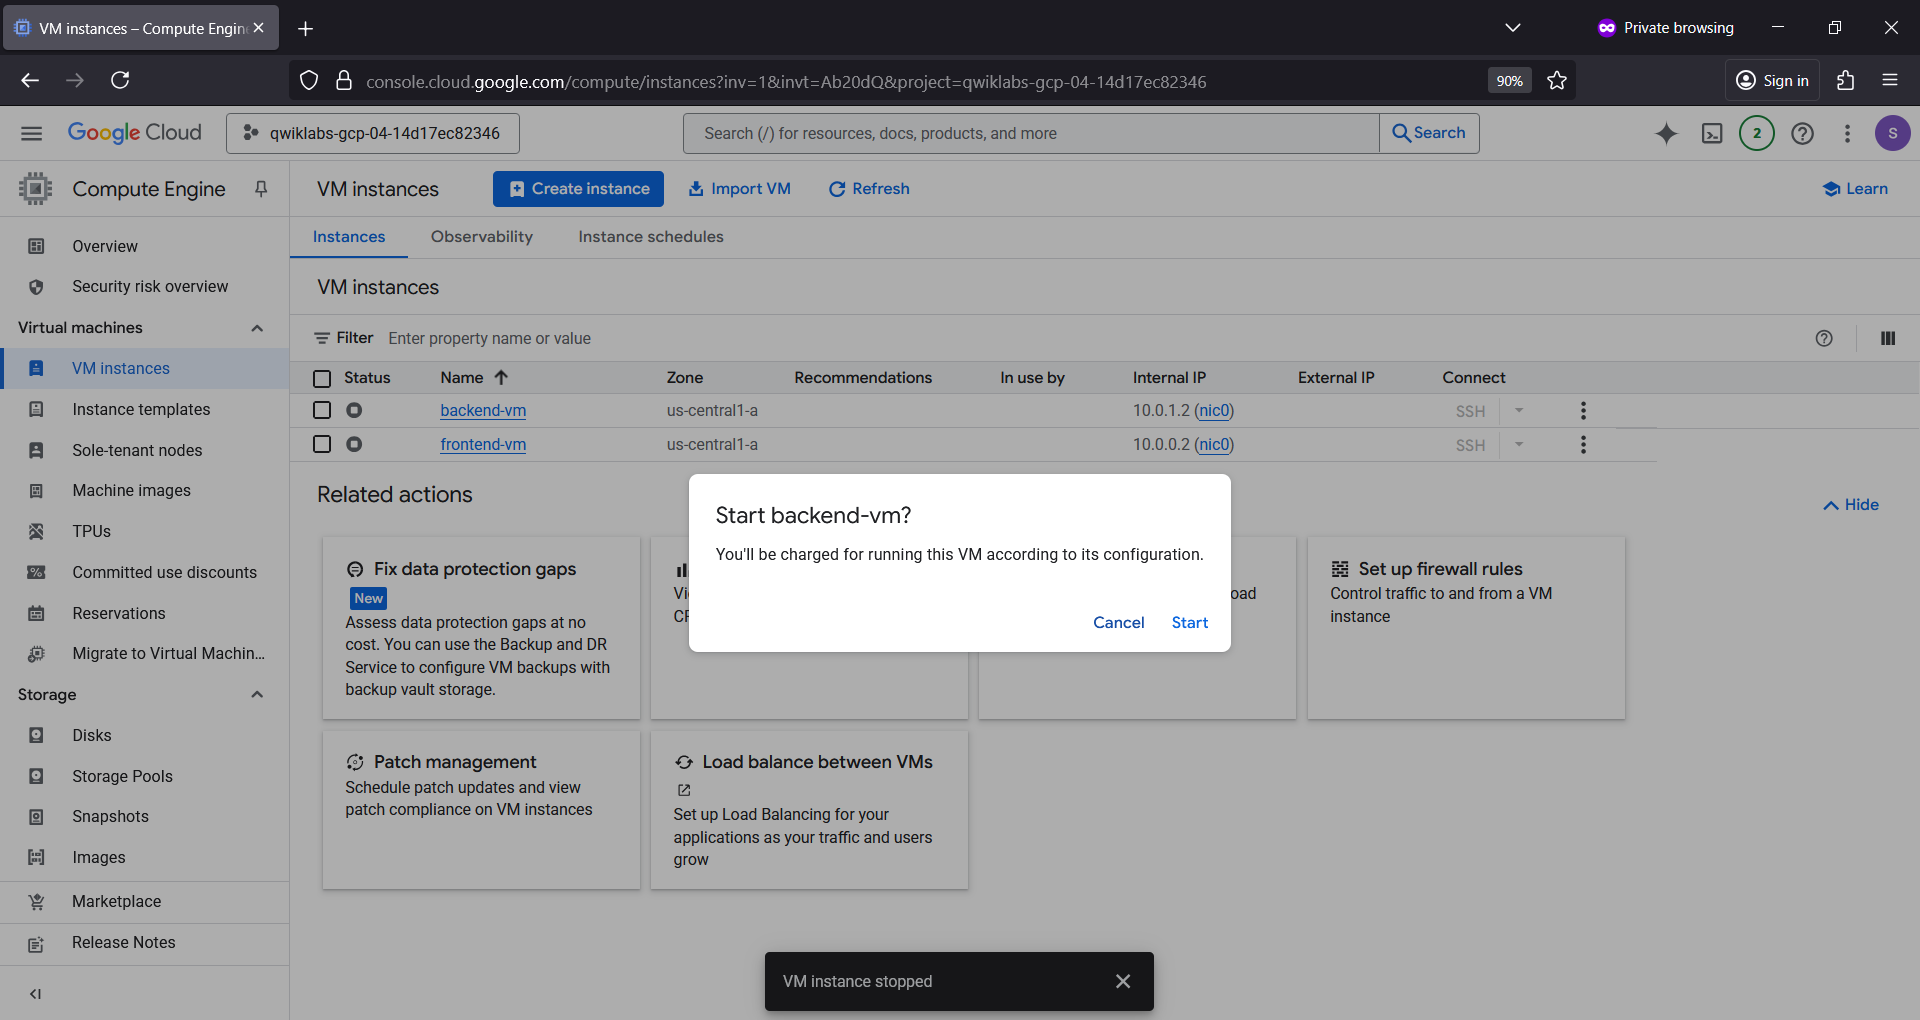 VM instances – Compute Engin
Private browsing
console.cloud.google.com/compute/instances?inv=1&invt=Ab20dQ&project=qwiklabs-gcp-04-14d17ec82346
90%
Sign in
Google Cloud
qwiklabs-gcp-04-14d17ec82346
Search (/) for resources, docs, products, and more
Search
2
S
Compute Engine
VM instances
Create instance
Import VM
Refresh
Learn
Overview
Security risk overview
Virtual machines
VM instances
Instance templates
Sole-tenant nodes
Machine images
TPUs
Committed use discounts
Reservations
Migrate to Virtual Machin...
Storage
Disks
Storage Pools
Snapshots
Images
Marketplace
Release Notes
Instances
Observability
Instance schedules
VM instances
Filter
Enter property name or value
Status
Name
Zone
Recommendations
In use by
Internal IP
External IP
Connect
backend-vm
us-central1-a
10.0.1.2 (nic0)
SSH
frontend-vm
us-central1-a
10.0.0.2 (nic0)
SSH
Related actions
Hide
Start backend-vm?
You'll be charged for running this VM according to its configuration.
Cancel
Start
Fix data protection gaps
New
Assess data protection gaps at no
cost. You can use the Backup and DR
Service to configure VM backups with
backup vault storage.
Set up firewall rules
Control traffic to and from a VM
instance
Patch management
Schedule patch updates and view
patch compliance on VM instances
Load balance between VMs
Set up Load Balancing for your
applications as your traffic and users
grow
VM instance stopped